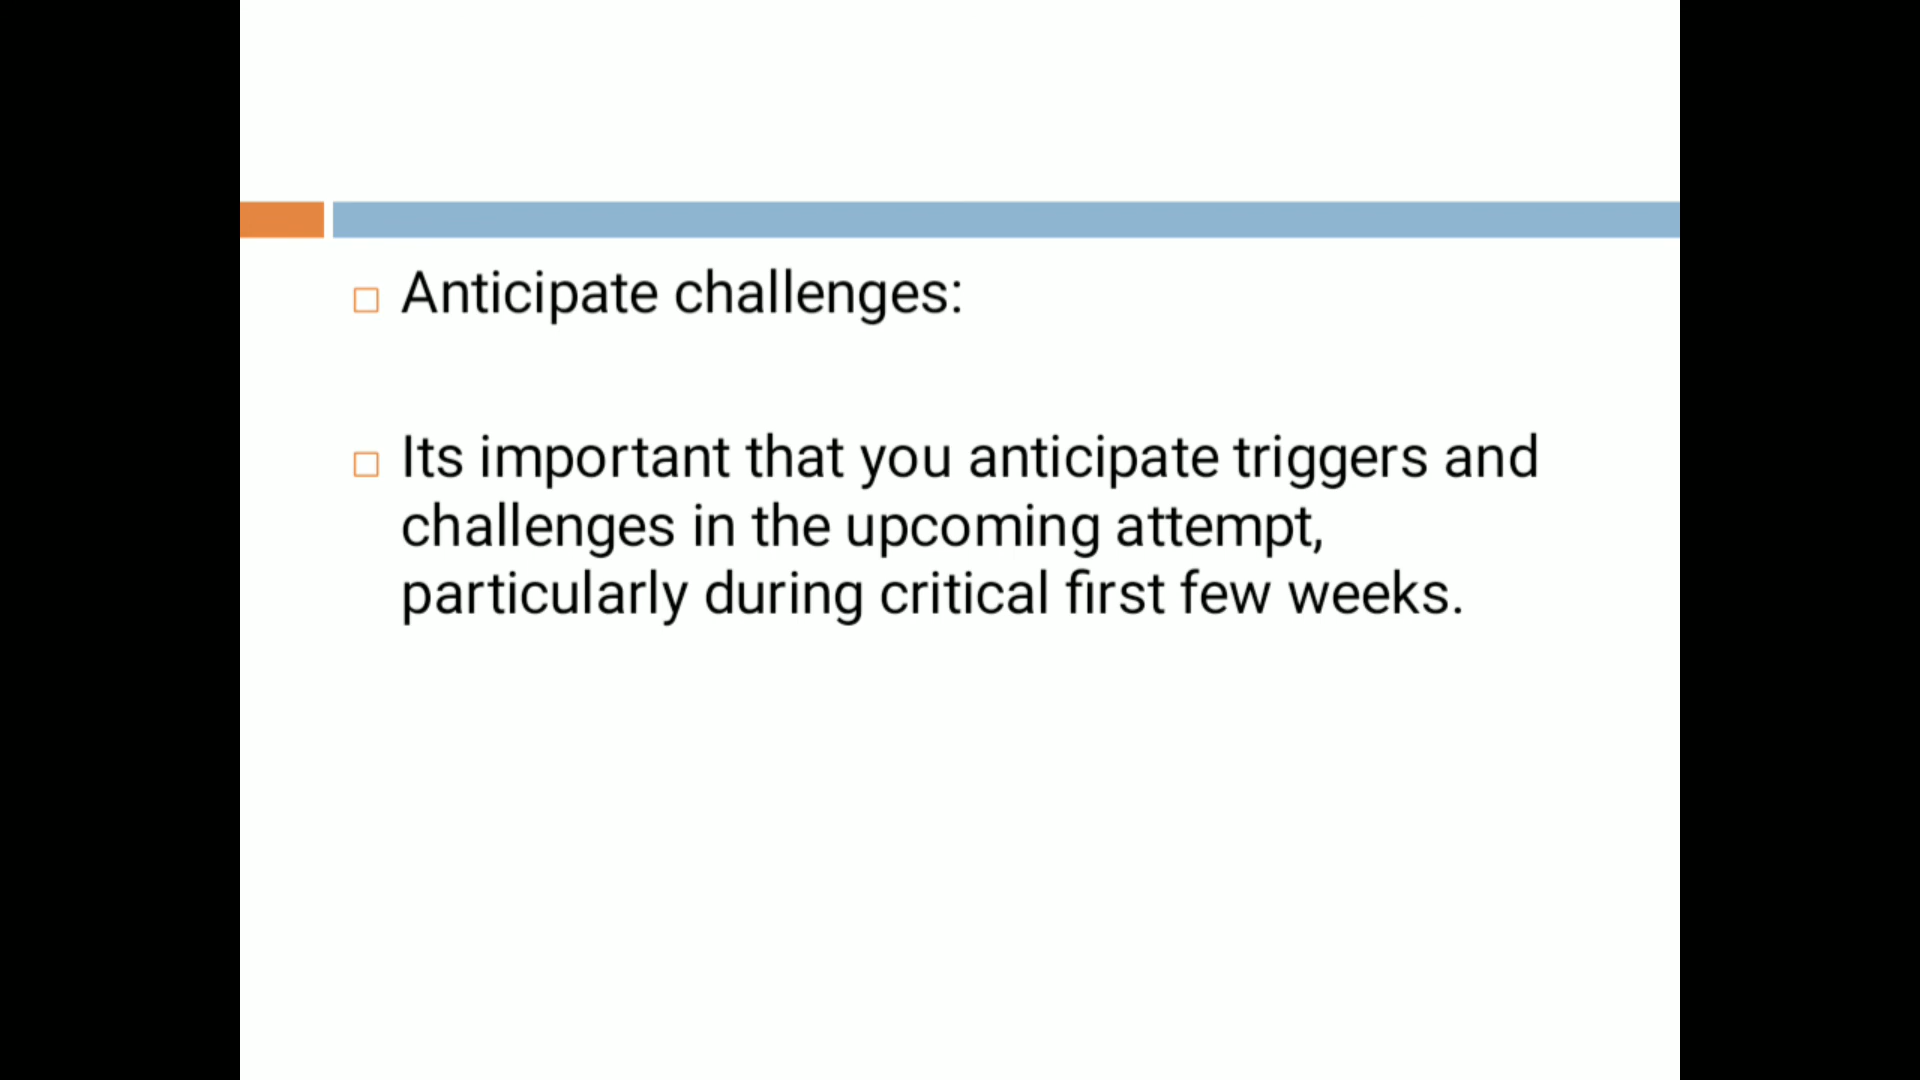 Anticipate challenges:
Its important that you anticipate triggers and
challenges in the upcoming attempt,
particularly during critical first few weeks.